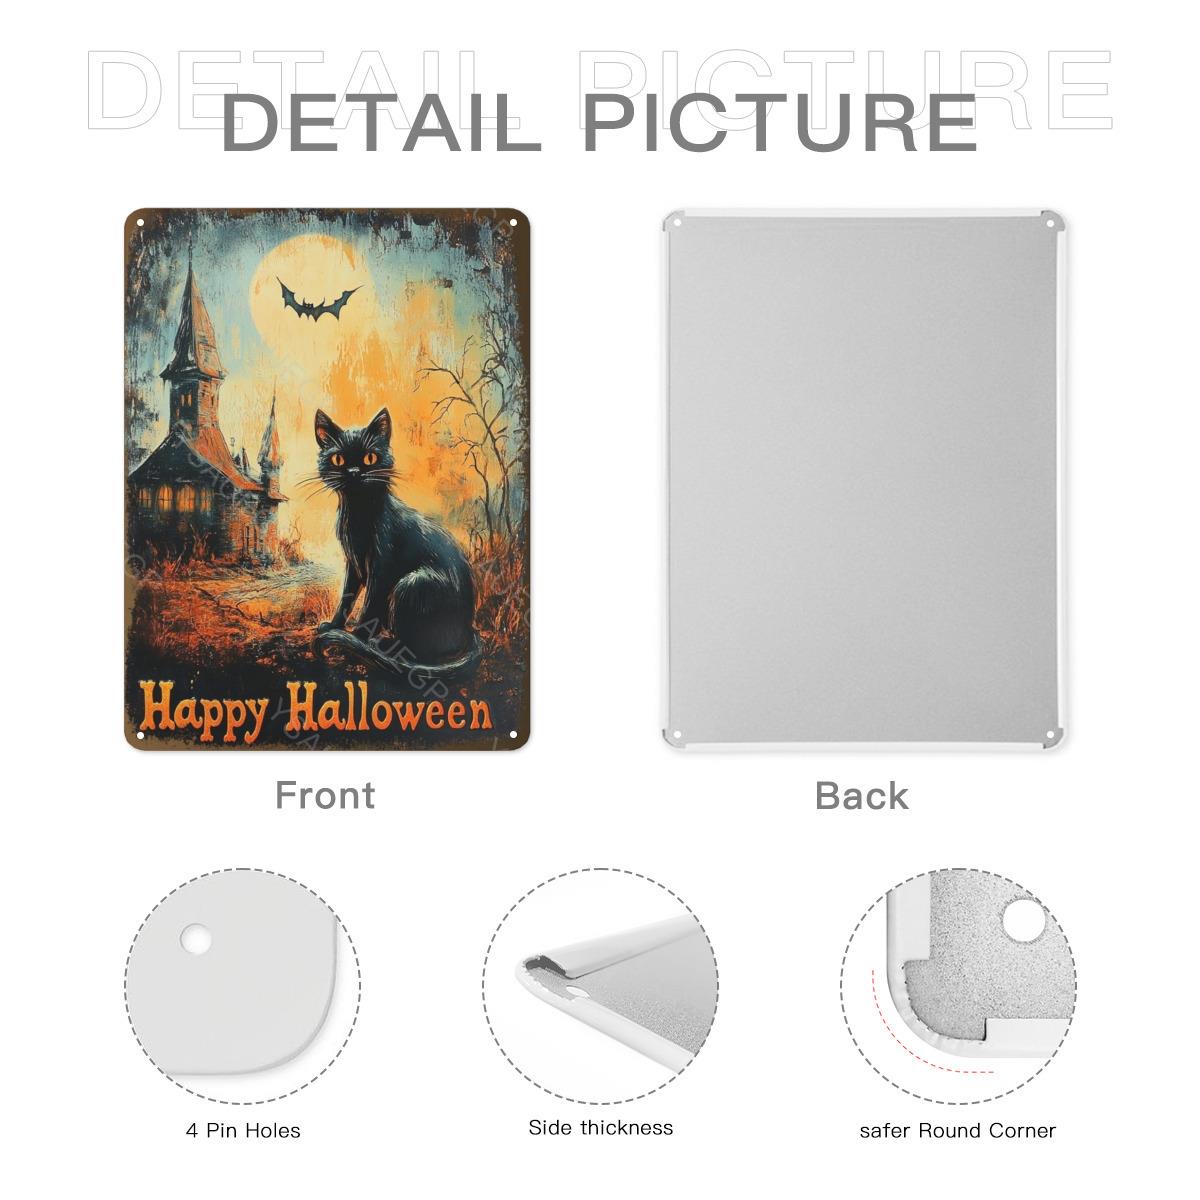 DETAIL PICTURE
DETAIL PICTURE
Happy Halloween
Front
Back
4 Pin Holes
Side thickness
safer Round Corner